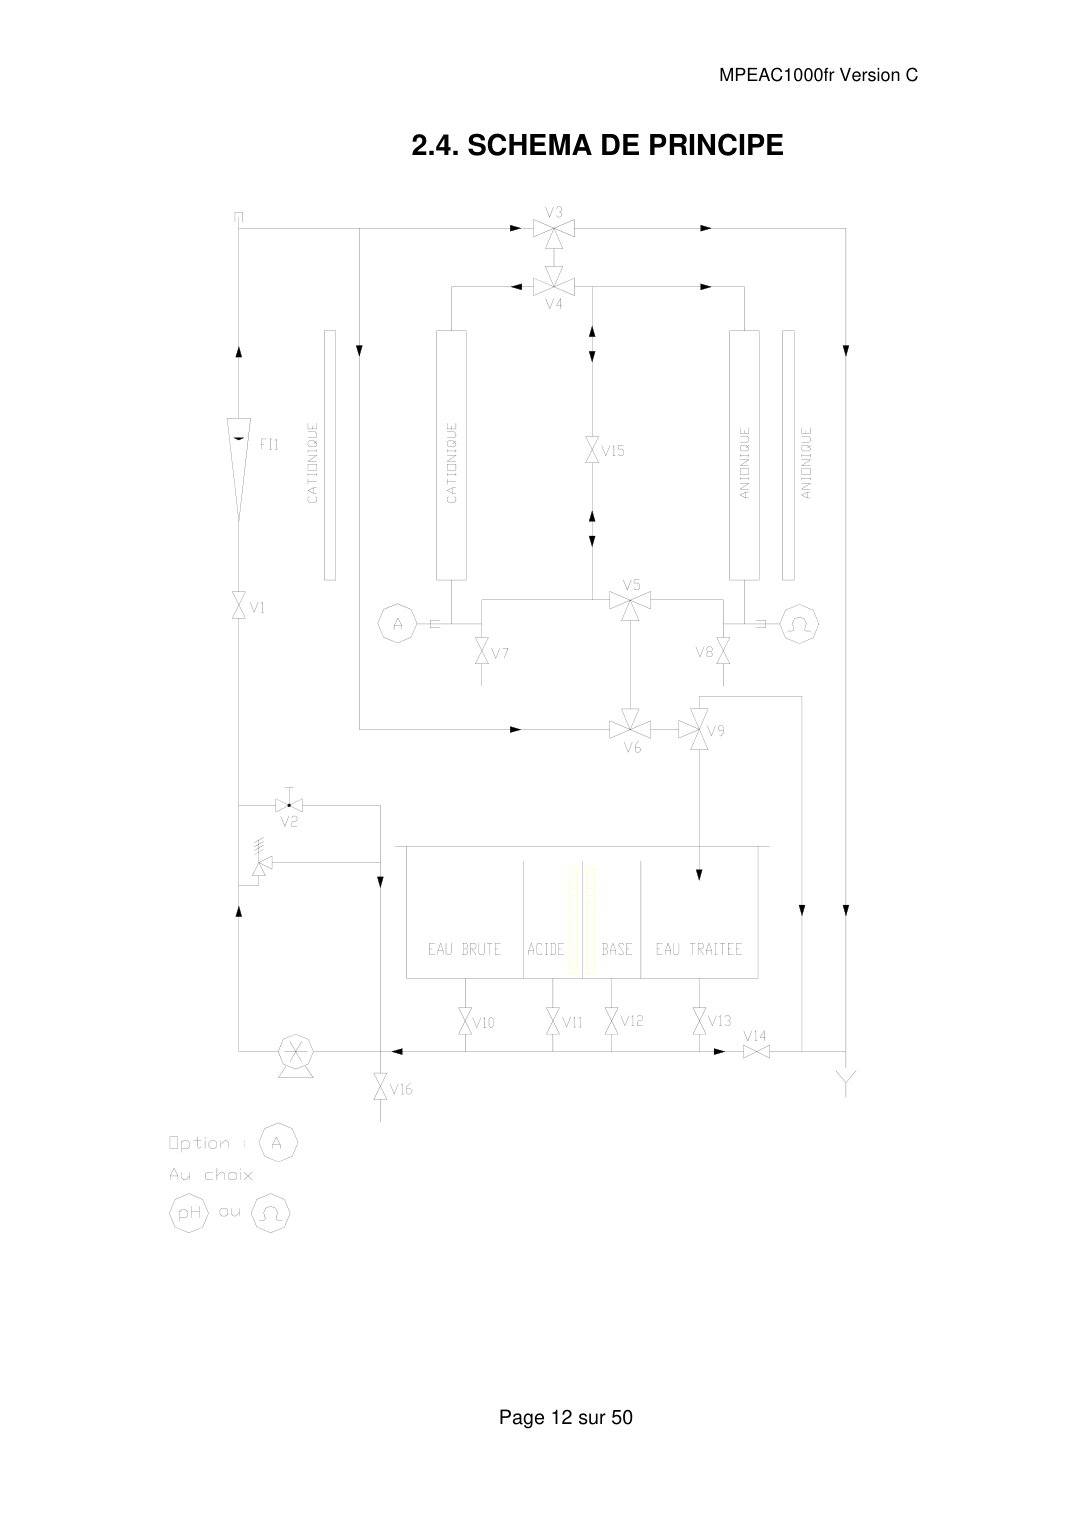 MPEAC1000fr Version C
2.4. SCHEMA DE PRINCIPE
V3
V4
FI1
CATIONIQUE
CATIONIQUE
V15
ANIONIQUE
ANIONIQUE
V5
V1
A
Ω
V7
V8
V6
V9
V2
EAU BRUTE
ACIDE
BASE
EAU TRAITEE
V10
V11
V12
V13
V14
V16
Option : A
Au choix
pH ou Ω
Page 12 sur 50